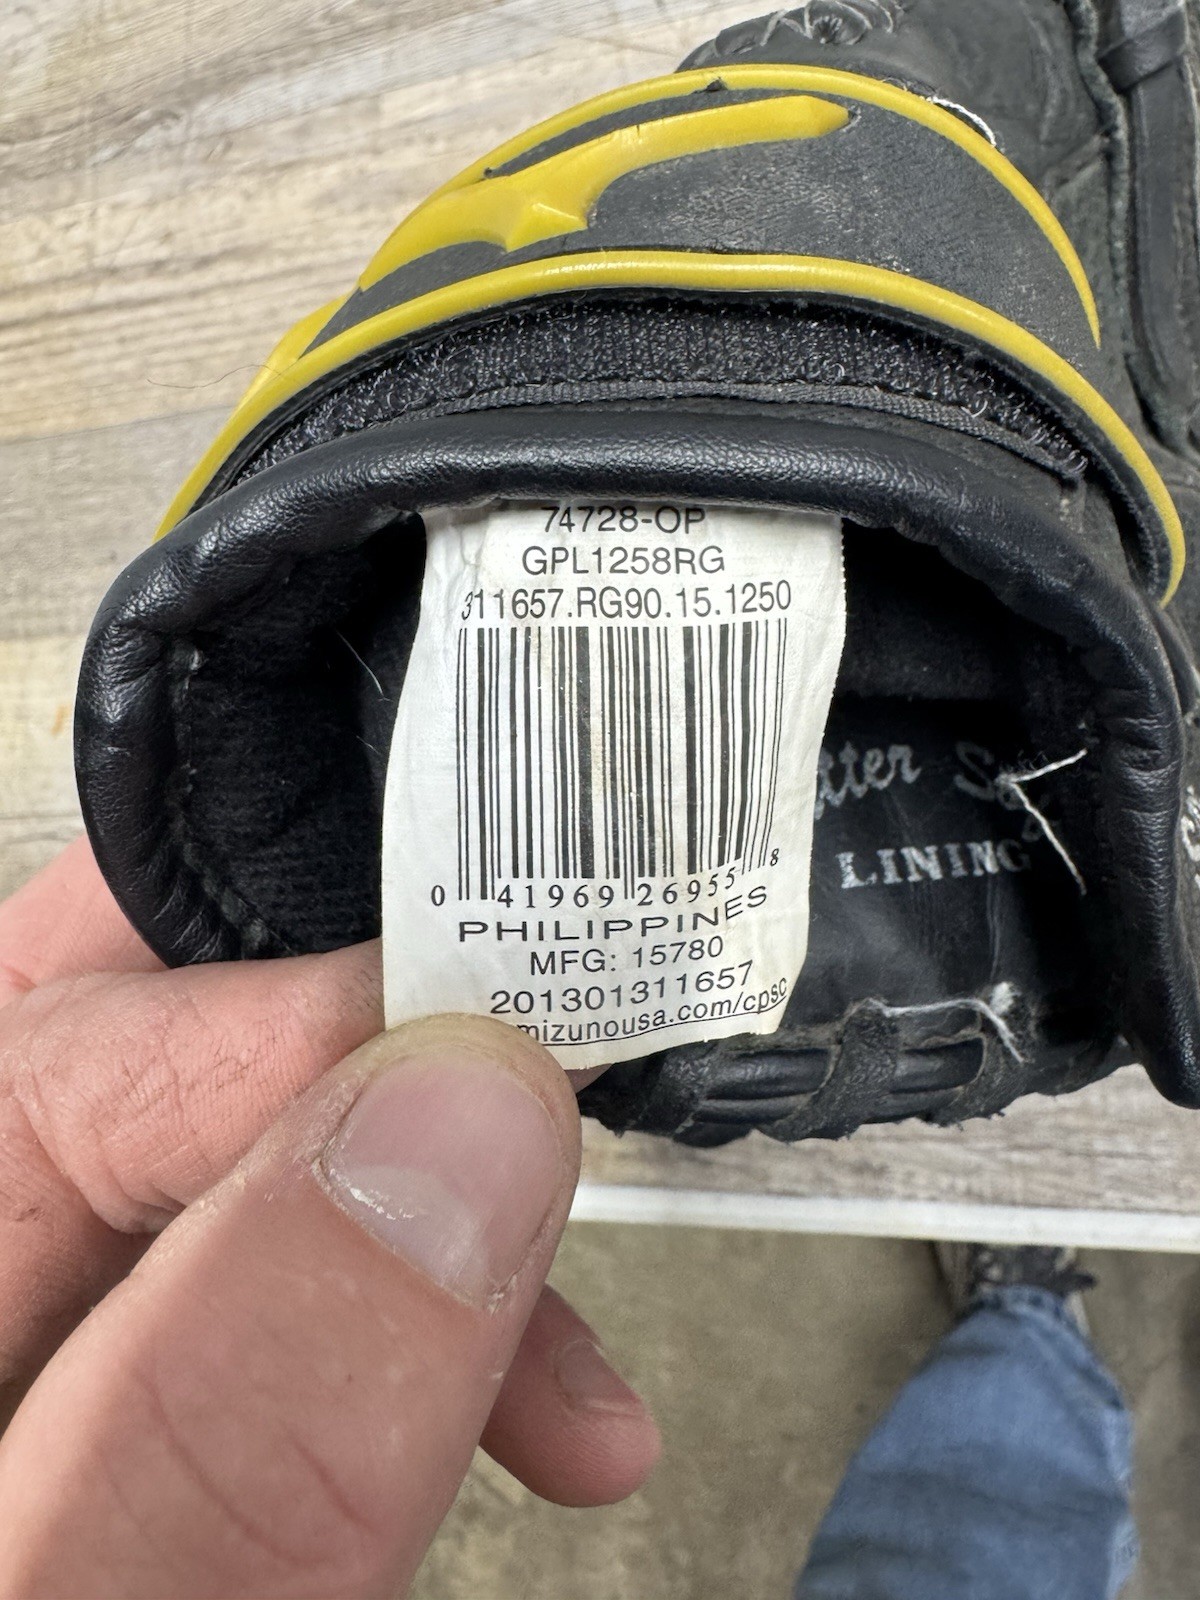 74728-OP
GPL1258RG
311657.RG90.15.1250
0 41969 26955 8
PHILIPPINES
MFG: 15780
201301311657
mizunousa.com/cpsc
LINING